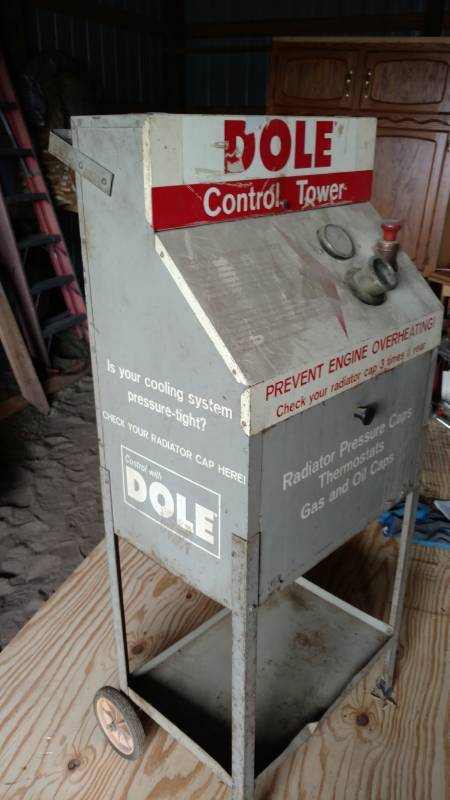 DOLE
Control Tower
PREVENT ENGINE OVERHEATING!
Check your radiator cap 3 times a year
Is your cooling system
pressure-tight?
CHECK YOUR RADIATOR CAP HERE!
Control with
DOLE
Radiator Pressure Caps
Thermostats
Gas and Oil Caps